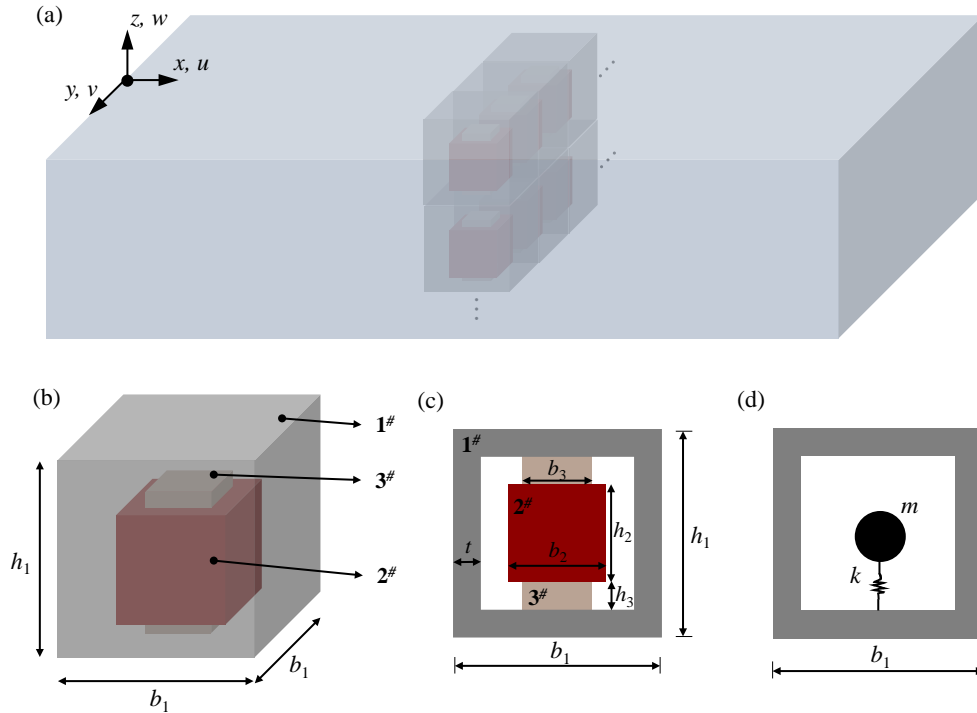 (a)
z, w
x, u
y, v
(b)
1#
3#
2#
h1
b1
b1
(c)
1#
b3
2#
h2
t
b2
h1
3#
h3
b1
(d)
m
k
b1